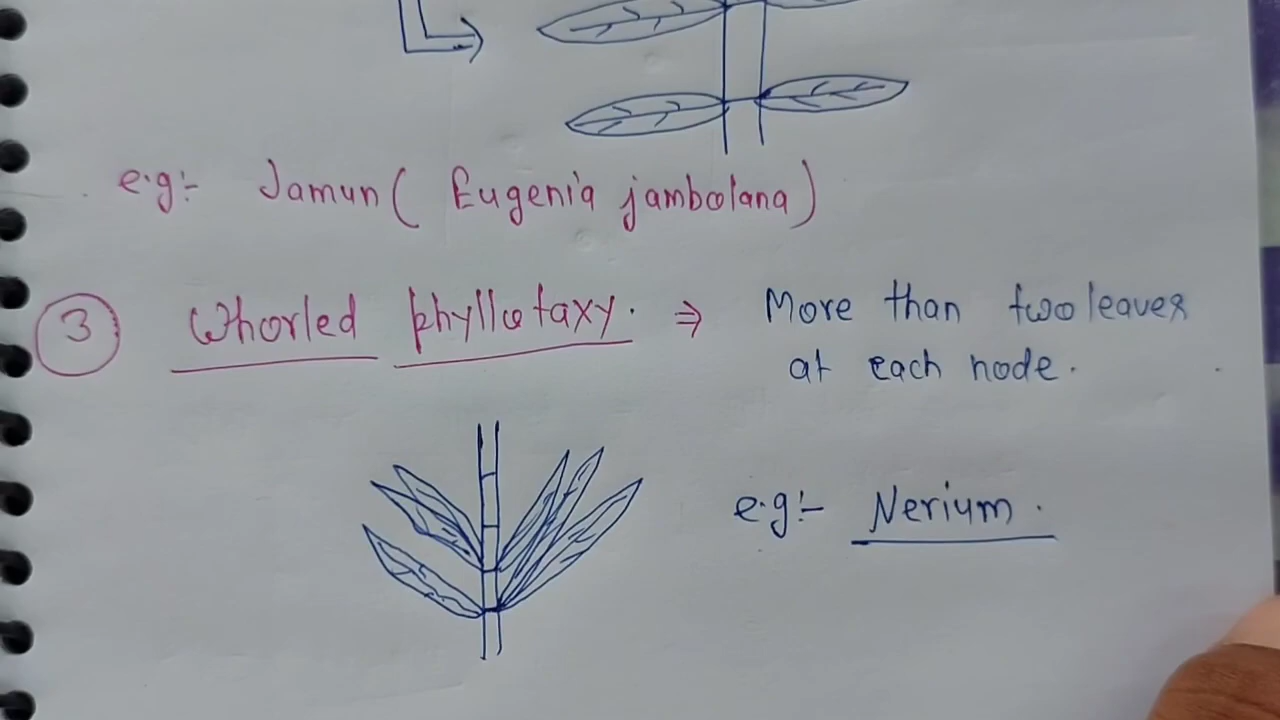 e.g:- Jamun ( Eugenia jambolana)
3 Whorled phyllotaxy. ⇒ More than two leaves
at each node.
e.g:- Nerium.